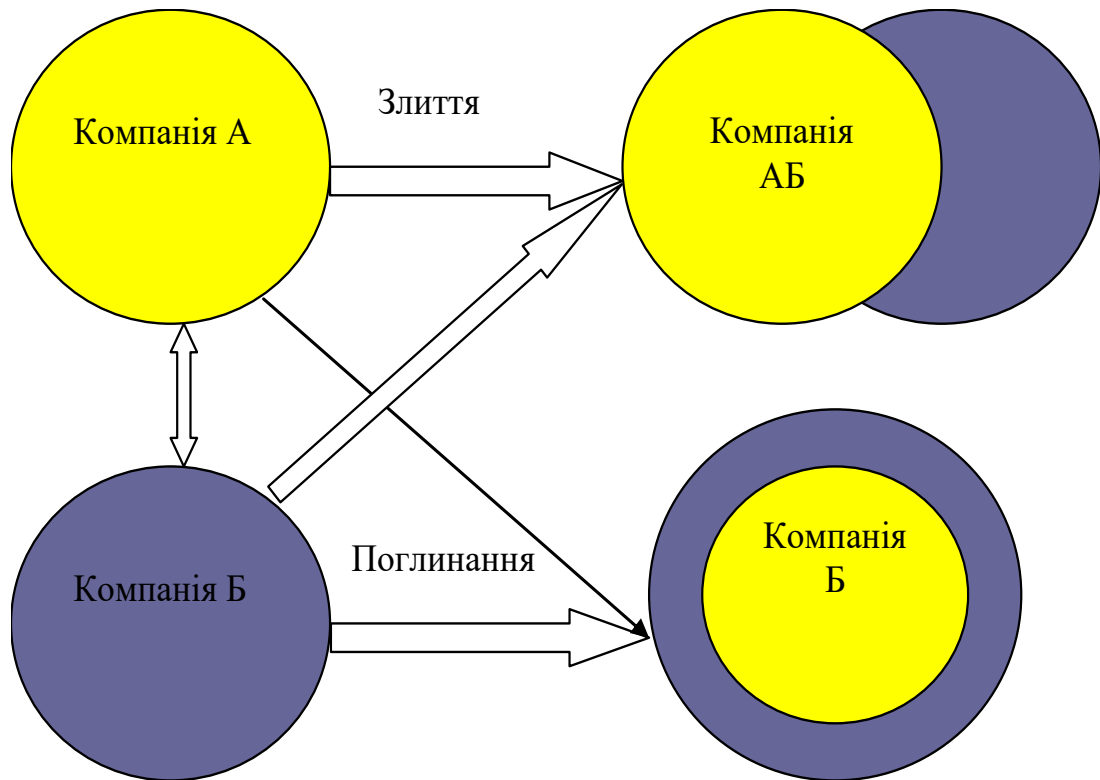 Компанія А
Злиття
Компанія
АБ
Компанія Б
Поглинання
Компанія
Б